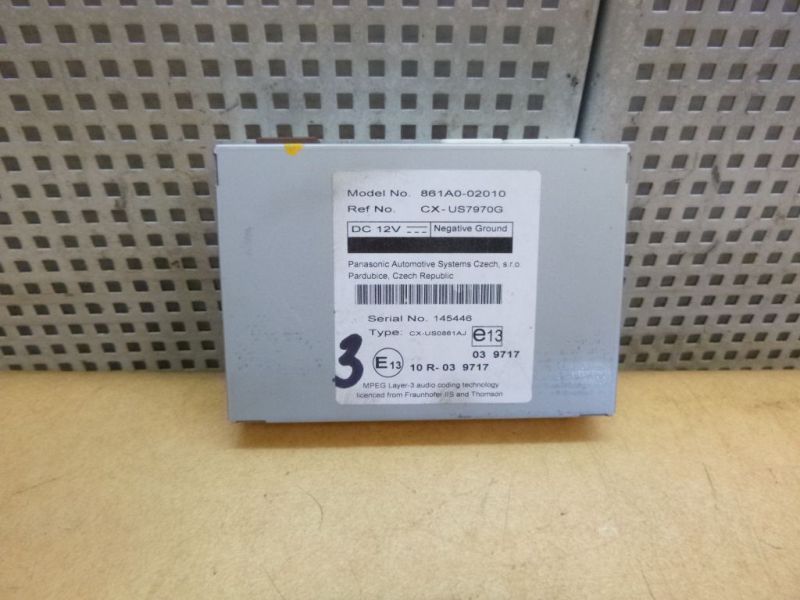 Model No. 861A0-02010
Ref No. CX-US7970G
DC 12V Negative Ground
Panasonic Automotive Systems Czech, s.r.o.
Pardubice, Czech Republic
Serial No. 145446
Type: CX-US0861AJ e13
03 9717
3 E13 10 R-03 9717
MPEG Layer-3 audio coding technology
licenced from Fraunhofer IIS and Thomson